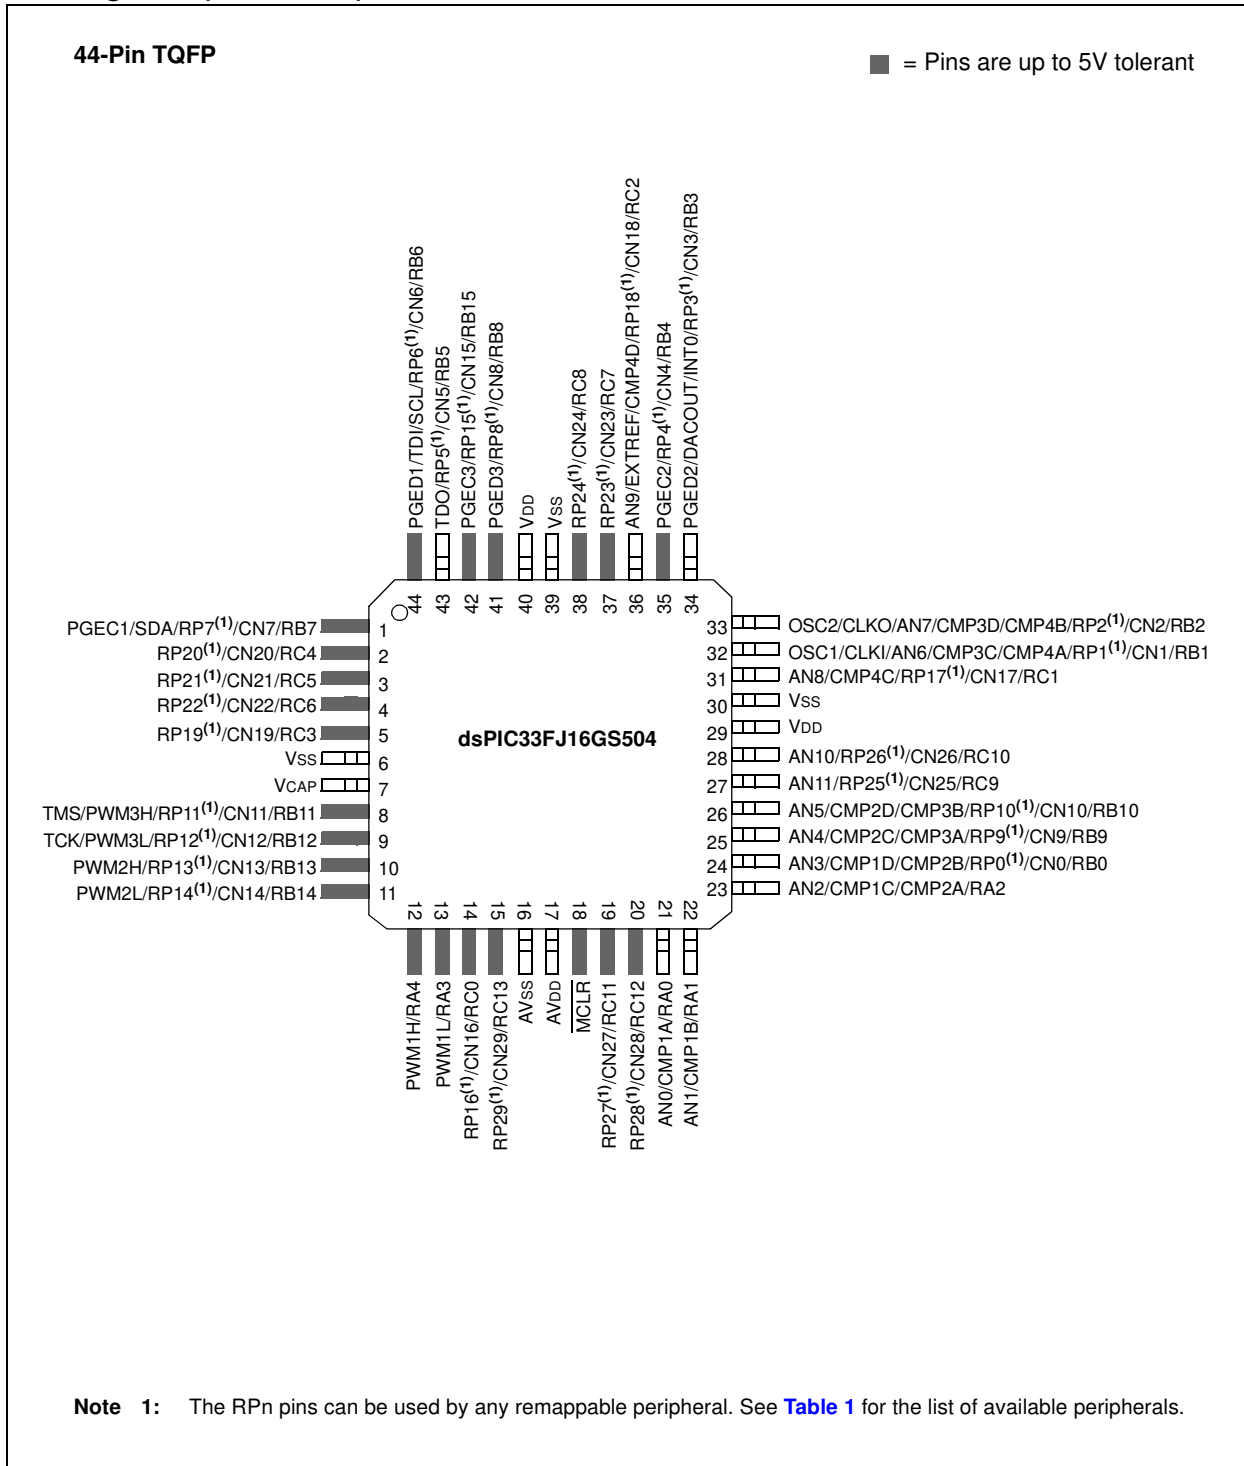 44-Pin TQFP
= Pins are up to 5V tolerant
PGED1/TDI/SCL/RP6(1)/CN6/RB6
TDO/RP5(1)/CN5/RB5
PGEC3/RP15(1)/CN15/RB15
PGED3/RP8(1)/CN8/RB8
VDD
VSS
RP24(1)/CN24/RC8
RP23(1)/CN23/RC7
AN9/EXTREF/CMP4D/RP18(1)/CN18/RC2
PGEC2/RP4(1)/CN4/RB4
PGED2/DACOUT/INT0/RP3(1)/CN3/RB3
44 43 42 41 40 39 38 37 36 35 34
PGEC1/SDA/RP7(1)/CN7/RB7 1
RP20(1)/CN20/RC4 2
RP21(1)/CN21/RC5 3
RP22(1)/CN22/RC6 4
RP19(1)/CN19/RC3 5
VSS 6
VCAP 7
TMS/PWM3H/RP11(1)/CN11/RB11 8
TCK/PWM3L/RP12(1)/CN12/RB12 9
PWM2H/RP13(1)/CN13/RB13 10
PWM2L/RP14(1)/CN14/RB14 11
dsPIC33FJ16GS504
33 OSC2/CLKO/AN7/CMP3D/CMP4B/RP2(1)/CN2/RB2
32 OSC1/CLKI/AN6/CMP3C/CMP4A/RP1(1)/CN1/RB1
31 AN8/CMP4C/RP17(1)/CN17/RC1
30 VSS
29 VDD
28 AN10/RP26(1)/CN26/RC10
27 AN11/RP25(1)/CN25/RC9
26 AN5/CMP2D/CMP3B/RP10(1)/CN10/RB10
25 AN4/CMP2C/CMP3A/RP9(1)/CN9/RB9
24 AN3/CMP1D/CMP2B/RP0(1)/CN0/RB0
23 AN2/CMP1C/CMP2A/RA2
12 13 14 15 16 17 18 19 20 21 22
PWM1H/RA4
PWM1L/RA3
RP16(1)/CN16/RC0
RP29(1)/CN29/RC13
AVSS
AVDD
MCLR
RP27(1)/CN27/RC11
RP28(1)/CN28/RC12
AN0/CMP1A/RA0
AN1/CMP1B/RA1
Note 1: The RPn pins can be used by any remappable peripheral. See Table 1 for the list of available peripherals.